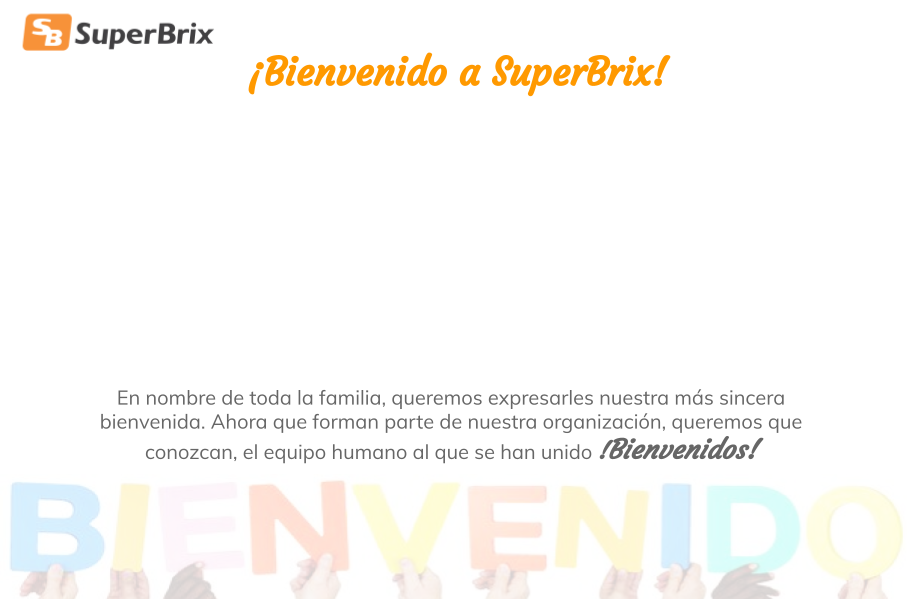 SB SuperBrix
¡Bienvenido a SuperBrix!
En nombre de toda la familia, queremos expresarles nuestra más sincera
bienvenida. Ahora que forman parte de nuestra organización, queremos que
conozcan, el equipo humano al que se han unido !Bienvenidos!
BIENVENIDO